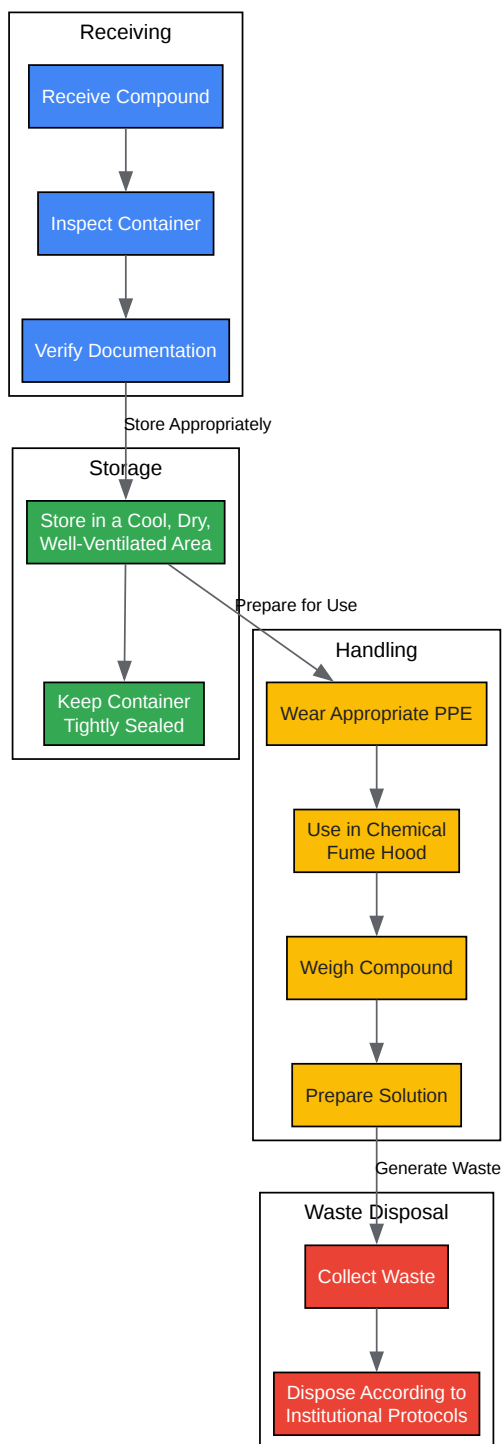 Receiving
Receive Compound
Inspect Container
Verify Documentation
Store Appropriately
Storage
Store in a Cool, Dry,
Well-Ventilated Area
Prepare for Use
Keep Container
Tightly Sealed
Handling
Wear Appropriate PPE
Use in Chemical
Fume Hood
Weigh Compound
Prepare Solution
Generate Waste
Waste Disposal
Collect Waste
Dispose According to
Institutional Protocols